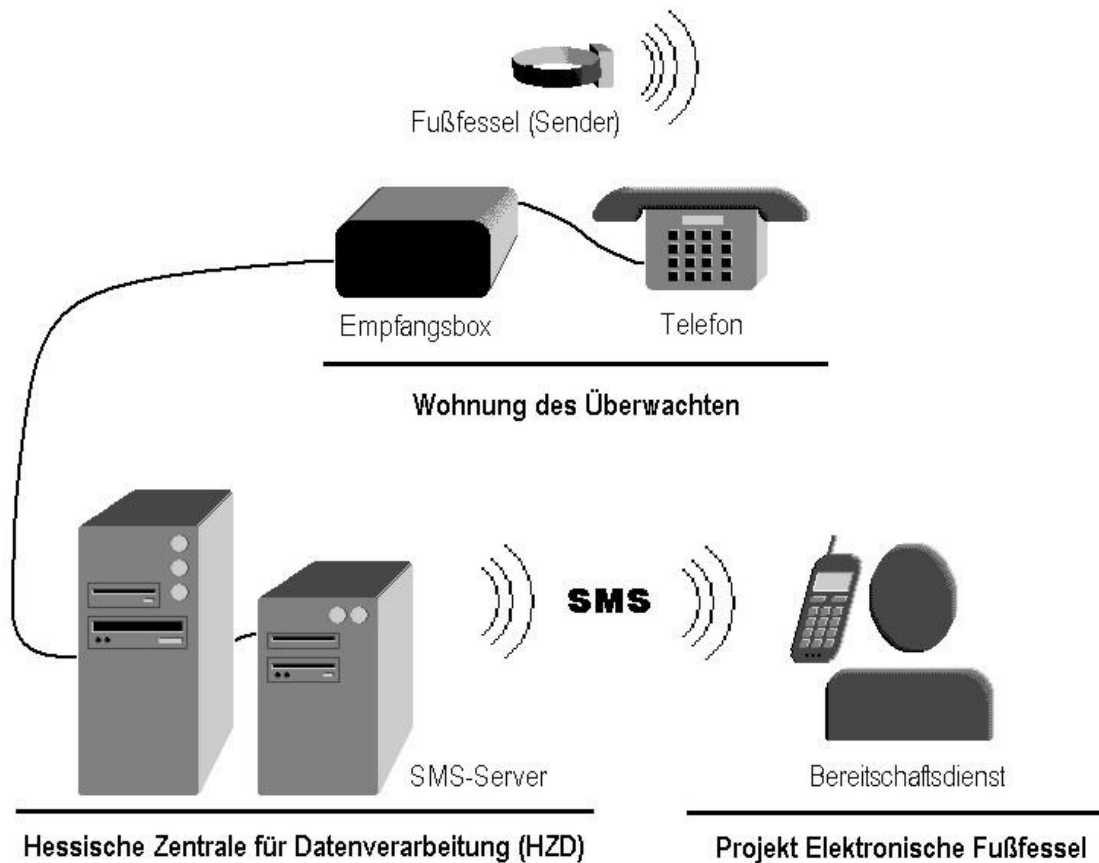 Fußfessel (Sender)
Empfangsbox
Telefon
Wohnung des Überwachten
SMS
SMS-Server
Bereitschaftsdienst
Hessische Zentrale für Datenverarbeitung (HZD)
Projekt Elektronische Fußfessel